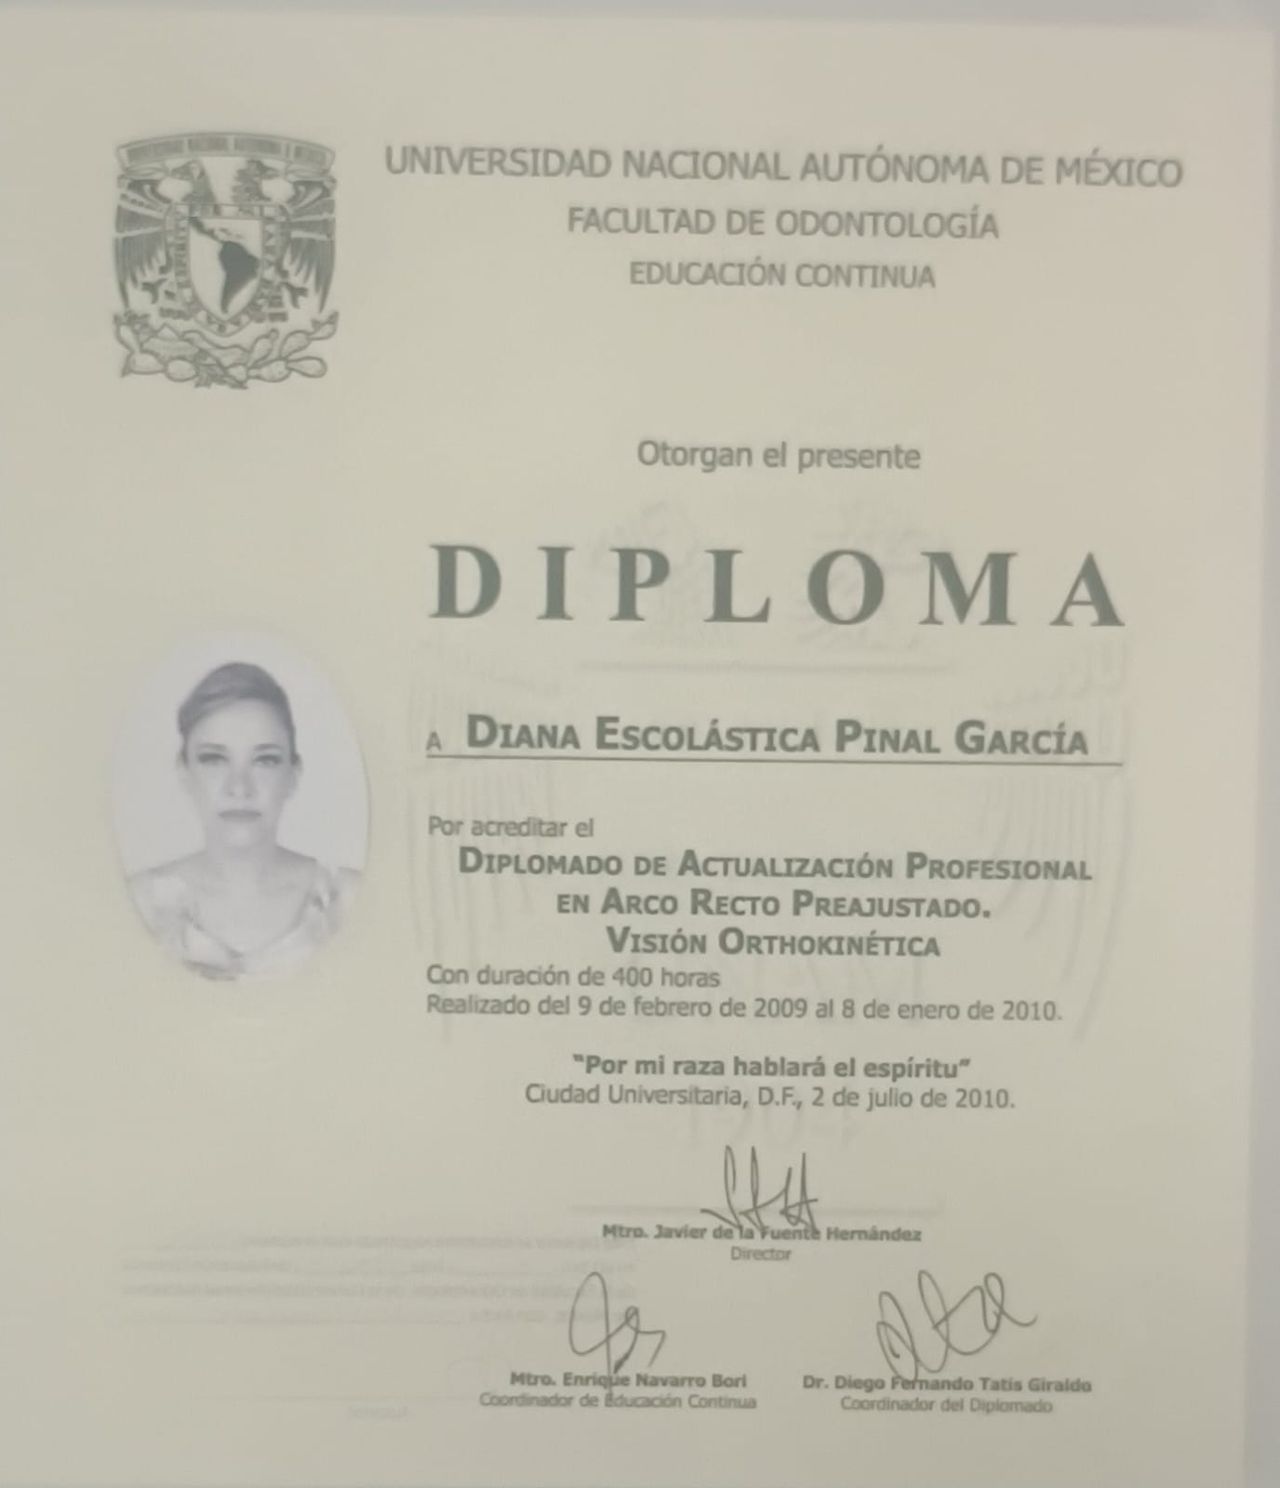 UNIVERSIDAD NACIONAL AUTÓNOMA DE MÉXICO
FACULTAD DE ODONTOLOGÍA
EDUCACIÓN CONTINUA
Otorgan el presente
DIPLOMA
A DIANA ESCOLÁSTICA PINAL GARCÍA
Por acreditar el
DIPLOMADO DE ACTUALIZACIÓN PROFESIONAL
EN ARCO RECTO PREAJUSTADO.
VISIÓN ORTHOKINÉTICA
Con duración de 400 horas
Realizado del 9 de febrero de 2009 al 8 de enero de 2010.
"Por mi raza hablará el espíritu"
Ciudad Universitaria, D.F., 2 de julio de 2010.
Mtro. Javier de la Fuente Hernández
Director
Mtro. Enrique Navarro Bori
Coordinador de Educación Continua
Dr. Diego Fernando Tatis Giraldo
Coordinador del Diplomado